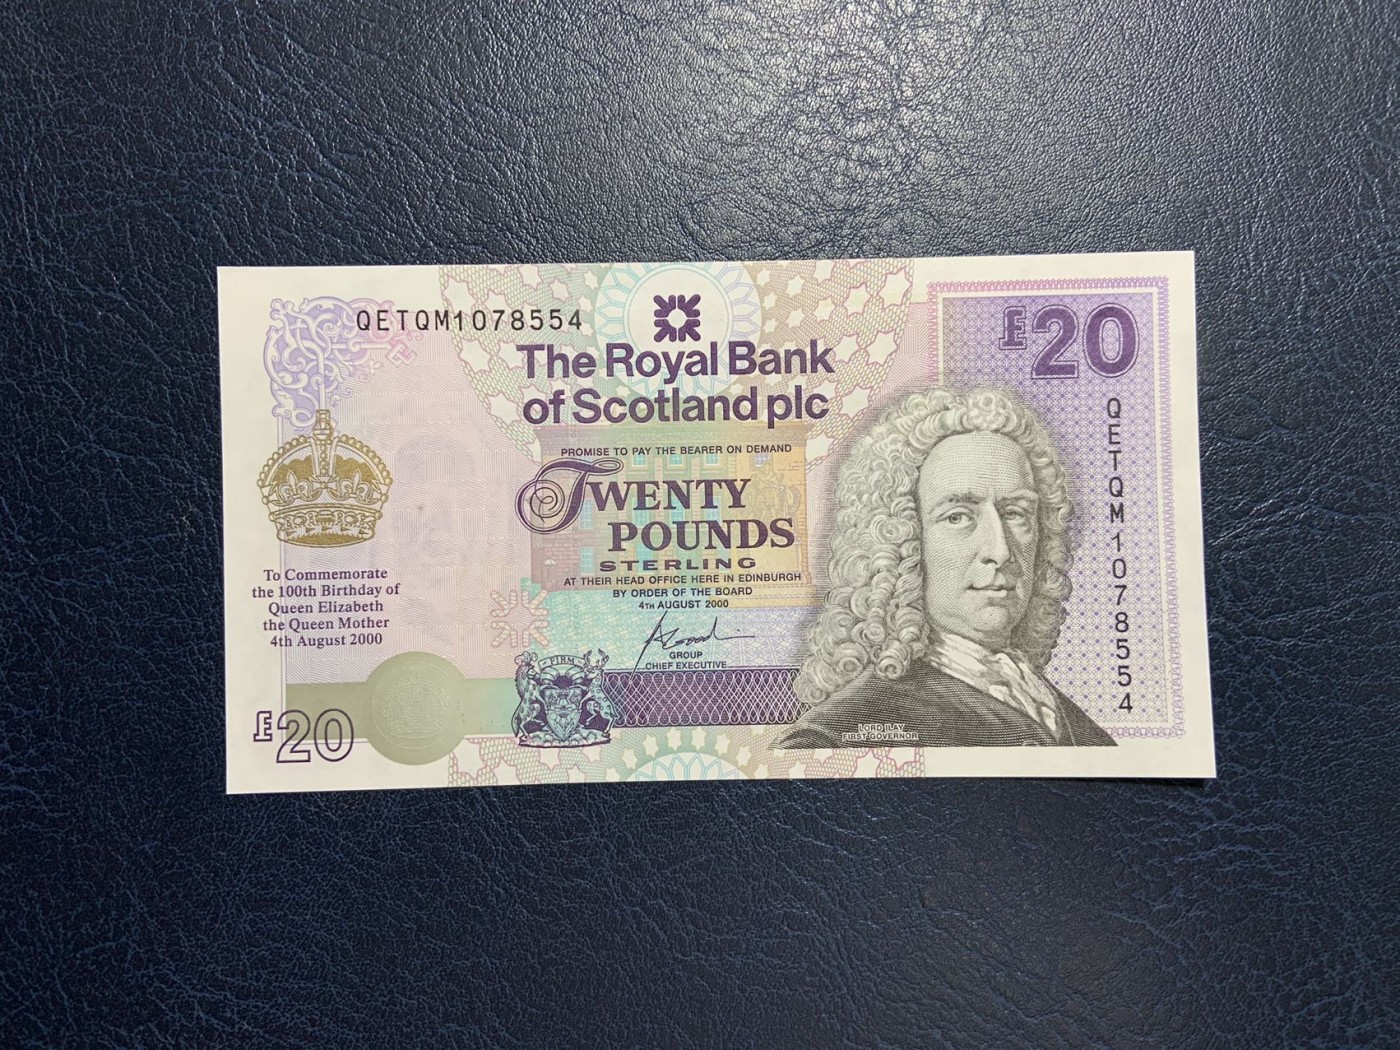 QETQM1078554
The Royal Bank
of Scotland plc
PROMISE TO PAY THE BEARER ON DEMAND
TWENTY
POUNDS
STERLING
AT THEIR HEAD OFFICE HERE IN EDINBURGH
BY ORDER OF THE BOARD
4TH AUGUST 2000
GROUP
CHIEF EXECUTIVE
To Commemorate
the 100th Birthday of
Queen Elizabeth
the Queen Mother
4th August 2000
£20
FIRM
£20
QETQM1078554
LORD ILAY
FIRST GOVERNOR